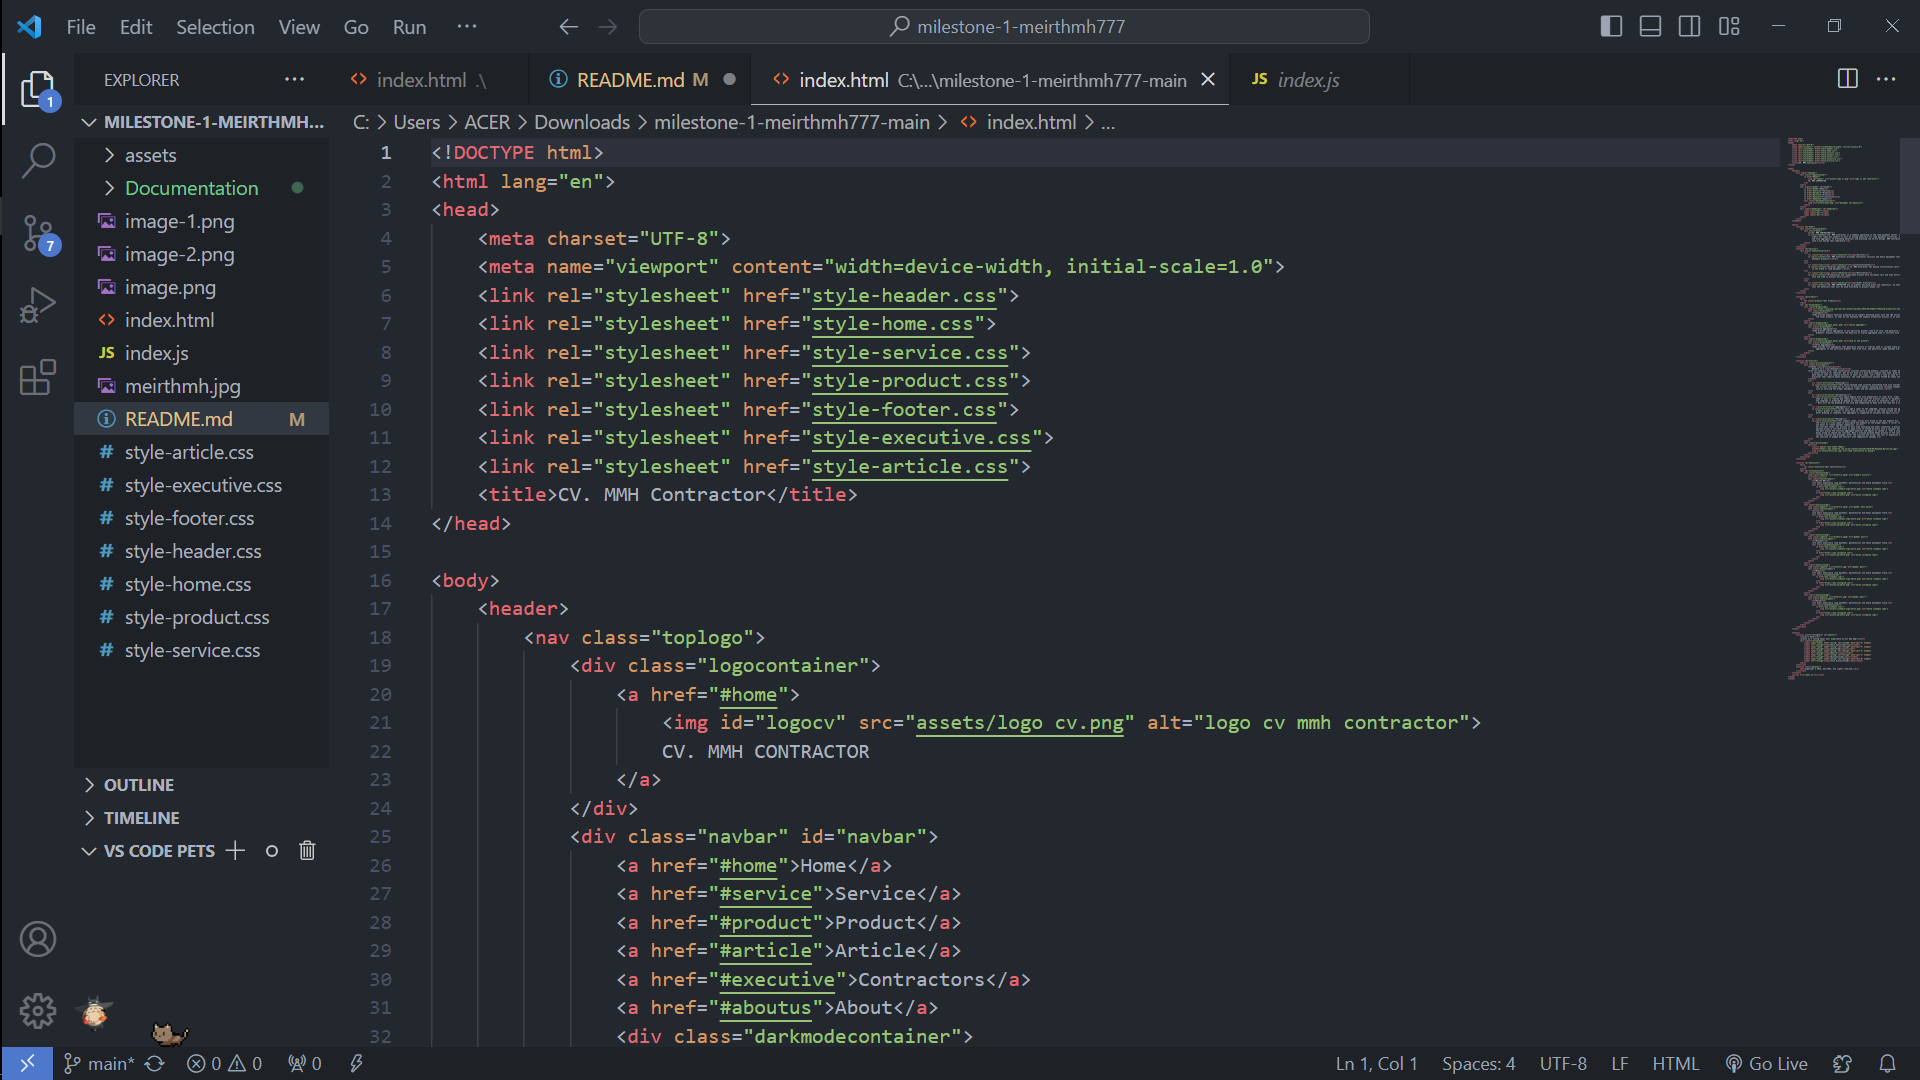 File Edit Selection View Go Run ···
milestone-1-meirthmh777
EXPLORER ···
1
7
MILESTONE-1-MEIRTHMH...
assets
Documentation
image-1.png
image-2.png
image.png
index.html
JS index.js
meirthmh.jpg
README.md M
# style-article.css
# style-executive.css
# style-footer.css
# style-header.css
# style-home.css
# style-product.css
# style-service.css
OUTLINE
TIMELINE
VS CODE PETS
index.html .\ README.md M index.html C:\...\milestone-1-meirthmh777-main JS index.js
C: > Users > ACER > Downloads > milestone-1-meirthmh777-main > index.html > ...
1 <!DOCTYPE html>
2 <html lang="en">
3 <head>
4 <meta charset="UTF-8">
5 <meta name="viewport" content="width=device-width, initial-scale=1.0">
6 <link rel="stylesheet" href="style-header.css">
7 <link rel="stylesheet" href="style-home.css">
8 <link rel="stylesheet" href="style-service.css">
9 <link rel="stylesheet" href="style-product.css">
10 <link rel="stylesheet" href="style-footer.css">
11 <link rel="stylesheet" href="style-executive.css">
12 <link rel="stylesheet" href="style-article.css">
13 <title>CV. MMH Contractor</title>
14 </head>
15
16 <body>
17 <header>
18 <nav class="toplogo">
19 <div class="logocontainer">
20 <a href="#home">
21 <img id="logocv" src="assets/logo cv.png" alt="logo cv mmh contractor">
22 CV. MMH CONTRACTOR
23 </a>
24 </div>
25 <div class="navbar" id="navbar">
26 <a href="#home">Home</a>
27 <a href="#service">Service</a>
28 <a href="#product">Product</a>
29 <a href="#article">Article</a>
30 <a href="#executive">Contractors</a>
31 <a href="#aboutus">About</a>
32 <div class="darkmodecontainer">
main* 0 0 0 Ln 1, Col 1 Spaces: 4 UTF-8 LF HTML Go Live